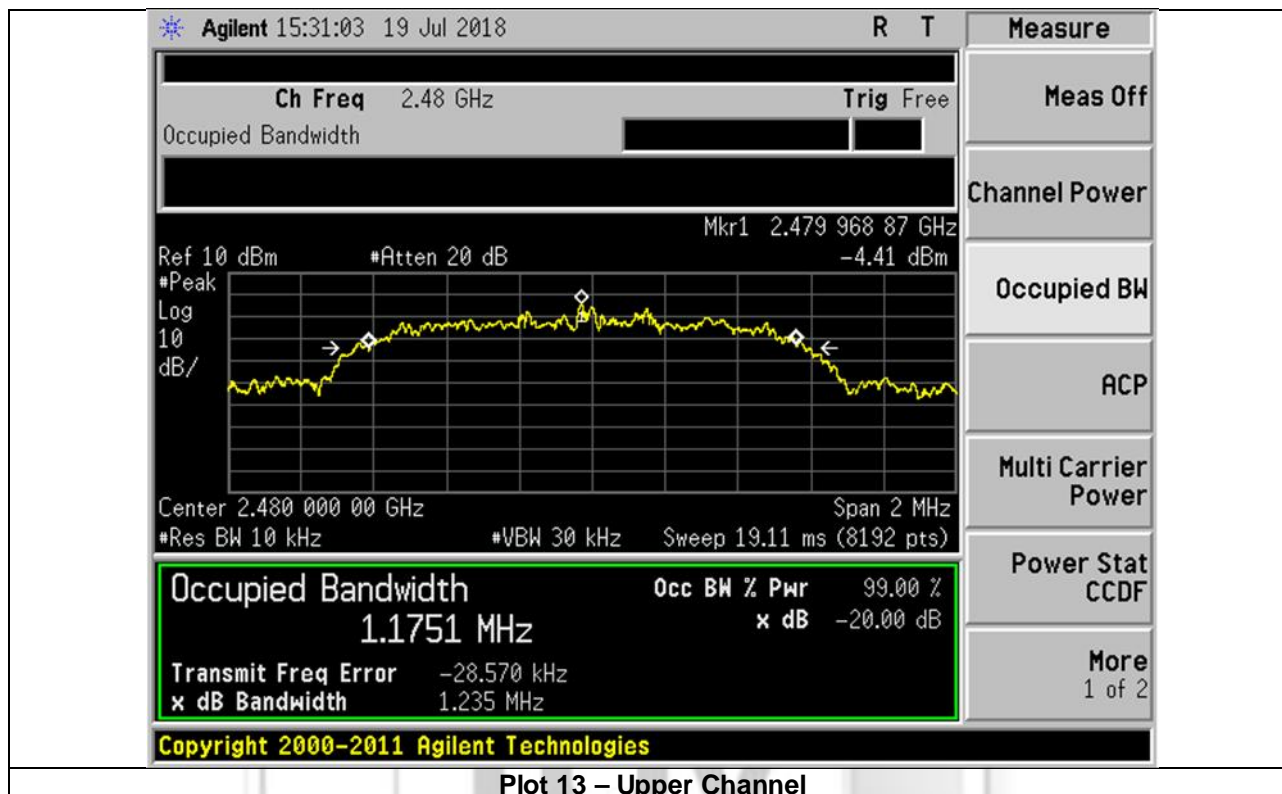 Agilent 15:31:03 19 Jul 2018 R T
Measure
Ch Freq 2.48 GHz Trig Free
Occupied Bandwidth
Meas Off
Channel Power
Occupied BW
ACP
Multi Carrier
Power
Power Stat
CCDF
More
1 of 2
Mkr1 2.479 968 87 GHz
Ref 10 dBm #Atten 20 dB -4.41 dBm
#Peak
Log
10
dB/
1
Center 2.480 000 00 GHz Span 2 MHz
#Res BW 10 kHz #VBW 30 kHz Sweep 19.11 ms (8192 pts)
Occupied Bandwidth Occ BW % Pwr 99.00 %
1.1751 MHz x dB -20.00 dB
Transmit Freq Error -28.570 kHz
x dB Bandwidth 1.235 MHz
Copyright 2000-2011 Agilent Technologies
Plot 13 – Upper Channel